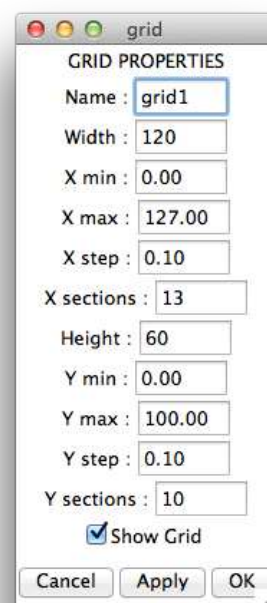 grid
GRID PROPERTIES
Name : grid1
Width : 120
X min : 0.00
X max : 127.00
X step : 0.10
X sections : 13
Height : 60
Y min : 0.00
Y max : 100.00
Y step : 0.10
Y sections : 10
Show Grid
Cancel Apply OK